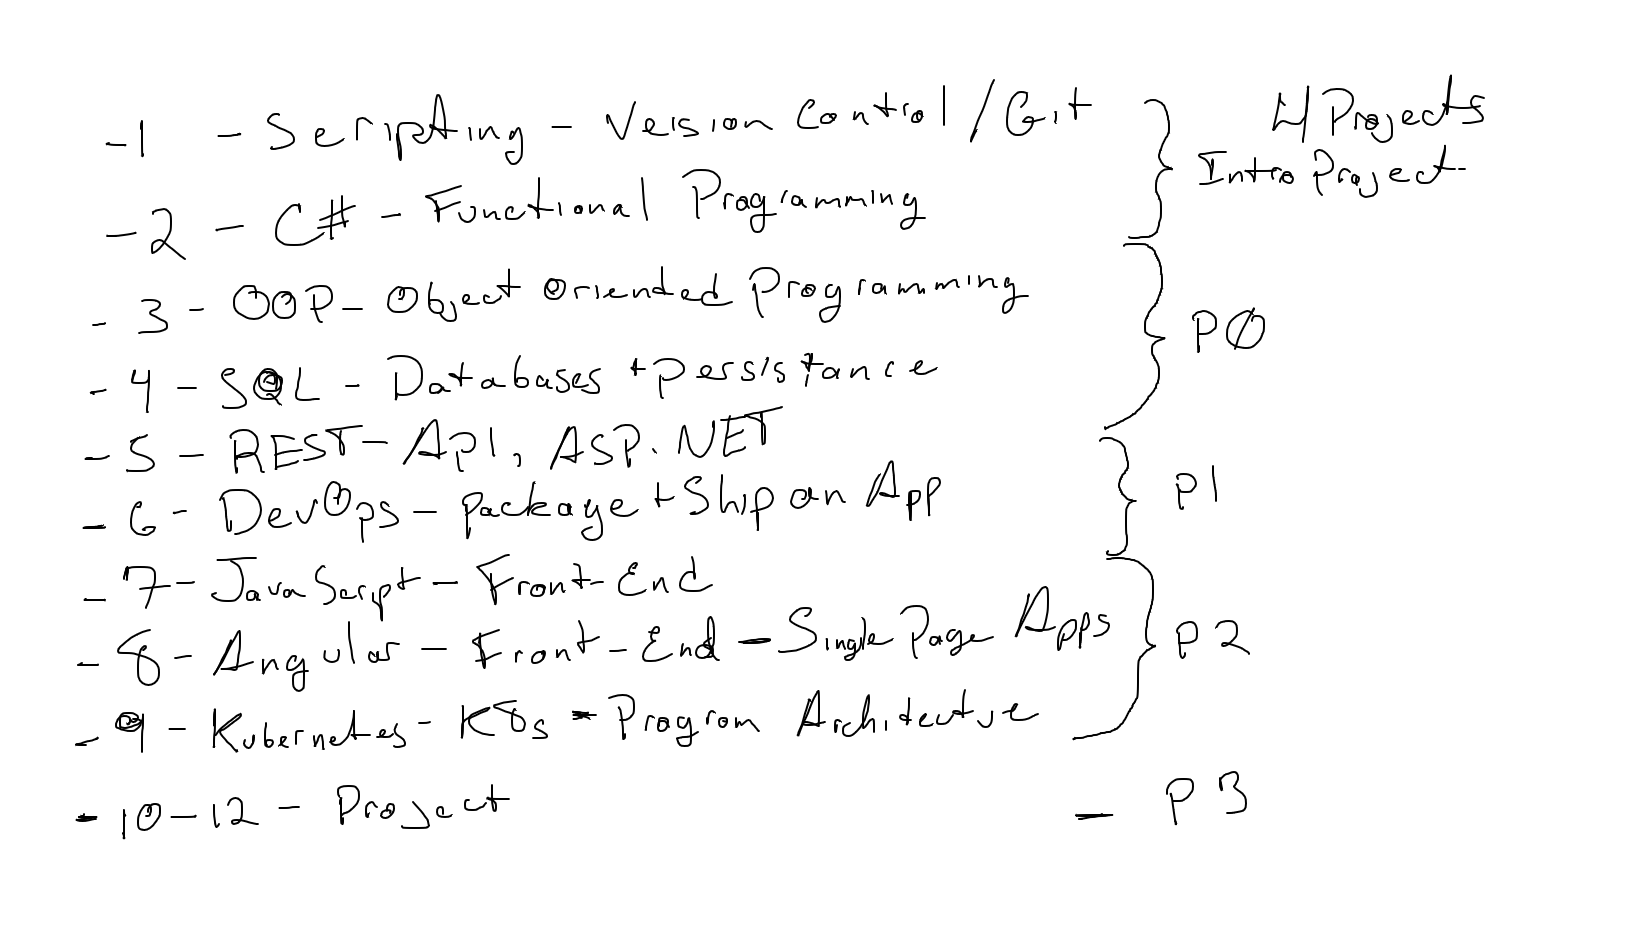 -1 - Scripting - Version Control/Git
4 Projects
Intro Project
-2 - C# - Functional Programming
- 3 - OOP - Object Oriented Programming
P0
- 4 - SQL - Databases + Persistance
- 5 - REST - API, ASP.NET
- 6 - DevOps - package + Ship an App
P1
- 7 - JavaScript - Front-End
- 8 - Angular - Front-End - Single Page Apps
P2
- 9 - Kubernetes - K8s - Program Architectue
- 10-12 - Project - P3